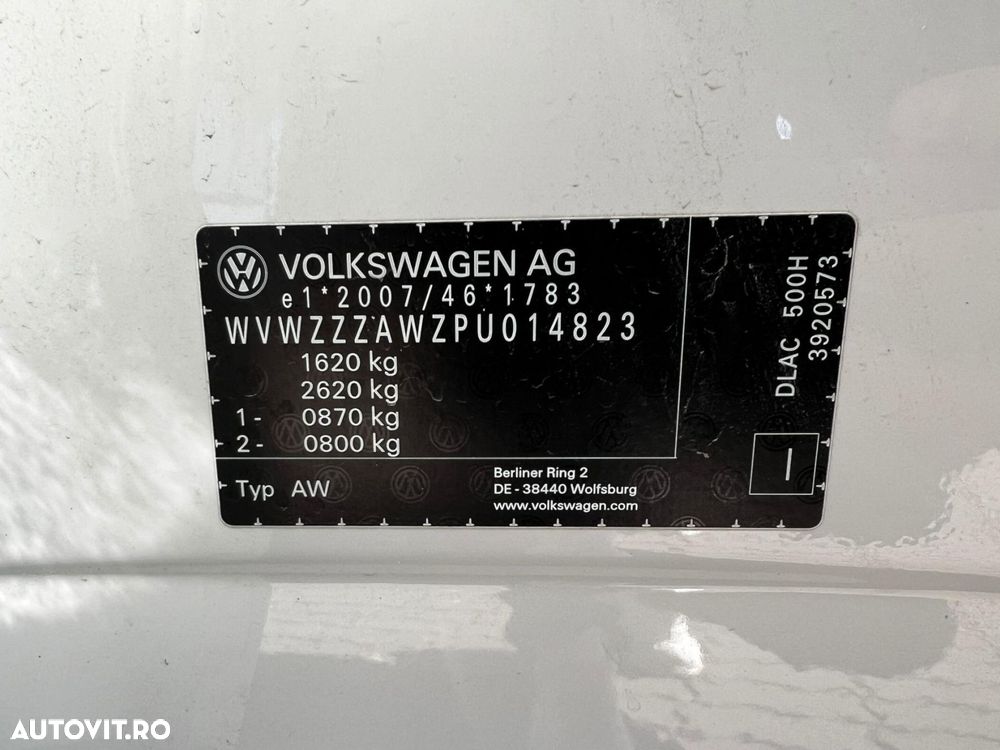 VOLKSWAGEN AG
e1*2007/46*1783
WVWZZZAWZPU014823
1620 kg
2620 kg
1- 0870 kg
2- 0800 kg
Typ AW
Berliner Ring 2
DE - 38440 Wolfsburg
www.volkswagen.com
DLAC 500H
3920573
I
AUTOVIT.RO